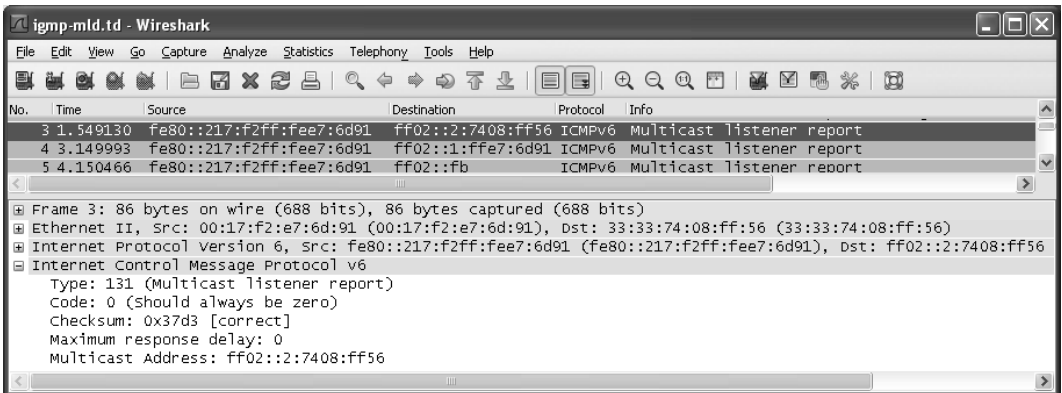 igmp-mld.td - Wireshark
File Edit View Go Capture Analyze Statistics Telephony Tools Help
No. Time Source Destination Protocol Info
3 1.549130 fe80::217:f2ff:fee7:6d91 ff02::2:7408:ff56 ICMPv6 Multicast listener report
4 3.149993 fe80::217:f2ff:fee7:6d91 ff02::1:ffe7:6d91 ICMPv6 Multicast listener report
5 4.150466 fe80::217:f2ff:fee7:6d91 ff02::fb ICMPv6 Multicast listener report
Frame 3: 86 bytes on wire (688 bits), 86 bytes captured (688 bits)
Ethernet II, Src: 00:17:f2:e7:6d:91 (00:17:f2:e7:6d:91), Dst: 33:33:74:08:ff:56 (33:33:74:08:ff:56)
Internet Protocol Version 6, Src: fe80::217:f2ff:fee7:6d91 (fe80::217:f2ff:fee7:6d91), Dst: ff02::2:7408:ff56
Internet Control Message Protocol v6
Type: 131 (Multicast listener report)
Code: 0 (Should always be zero)
Checksum: 0x37d3 [correct]
Maximum response delay: 0
Multicast Address: ff02::2:7408:ff56